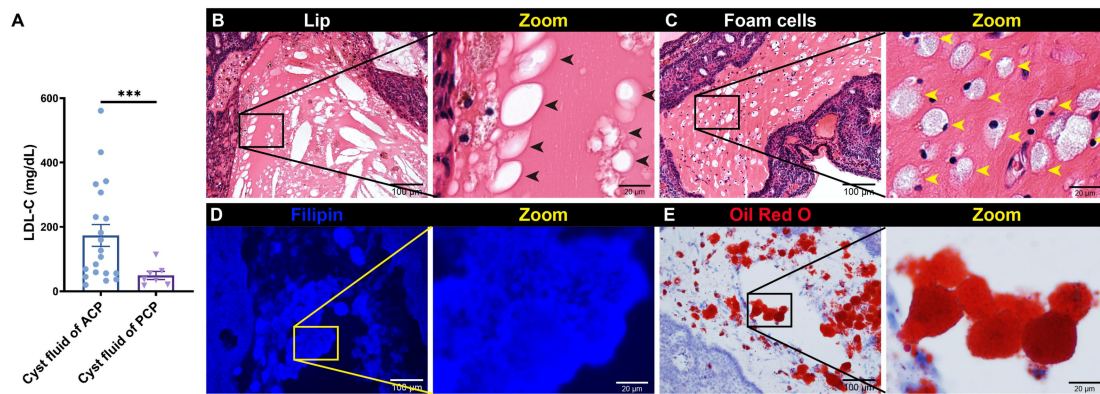 A
LDL-C (mg/dL)
600
400
200
0
***
Cyst fluid of ACP
Cyst fluid of PCP
B Lip Zoom
100 μm
20 μm
C Foam cells Zoom
100 μm
20 μm
D Filipin Zoom
100 μm
20 μm
E Oil Red O Zoom
100 μm
20 μm